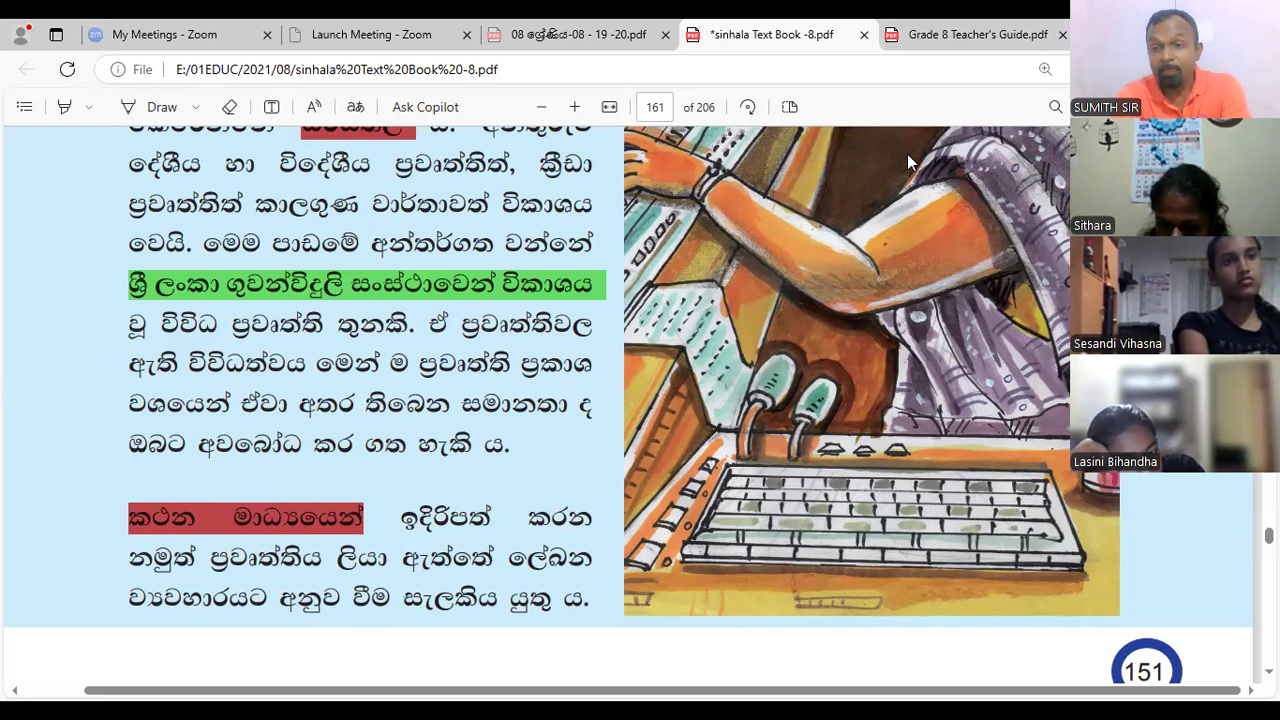 My Meetings - Zoom
Launch Meeting - Zoom
08 ශ්‍රේණිය-08 - 19 -20.pdf
*sinhala Text Book -8.pdf
Grade 8 Teacher's Guide.pdf
File E:/01EDUC/2021/08/sinhala%20Text%20Book%20-8.pdf
Draw
Ask Copilot
161 of 206
දේශීය හා විදේශීය ප්‍රවෘත්තිත්, ක්‍රීඩා
ප්‍රවෘත්තිත් කාලගුණ වාර්තාවත් විකාශය
වෙයි. මෙම පාඩමේ අන්තර්ගත වන්නේ
ශ්‍රී ලංකා ගුවන්විදුලි සංස්ථාවෙන් විකාශය
වූ විවිධ ප්‍රවෘත්ති තුනකි. ඒ ප්‍රවෘත්තිවල
ඇති විවිධත්වය මෙන් ම ප්‍රවෘත්ති ප්‍රකාශ
වශයෙන් ඒවා අතර තිබෙන සමානතා ද
ඔබට අවබෝධ කර ගත හැකි ය.
කථන මාධ්‍යයෙන් ඉදිරිපත් කරන
නමුත් ප්‍රවෘත්තිය ලියා ඇත්තේ ලේඛන
ව්‍යවහාරයට අනුව වීම සැලකිය යුතු ය.
151
SUMITH SIR
Sithara
Sesandi Vihasna
Lasini Bihandha